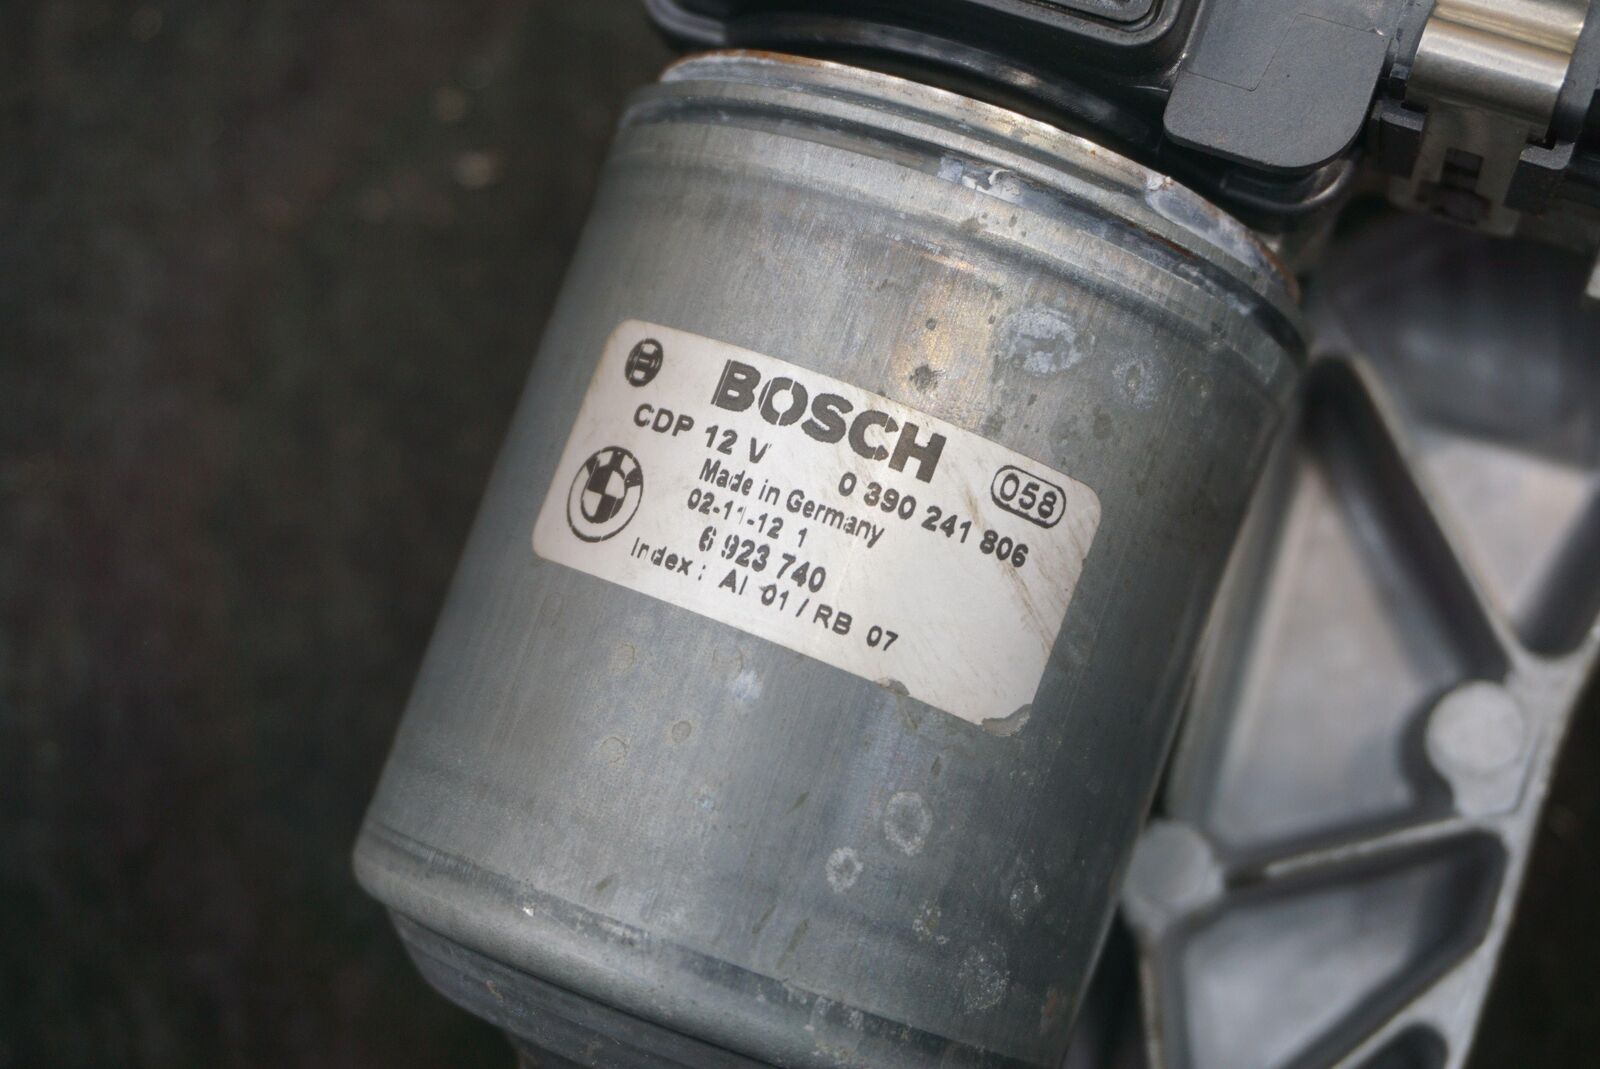 BOSCH
CDP 12 V 0 390 241 806 058
Made in Germany
02-11-12 1
6 923 740
Index: AI 01 / RB 07